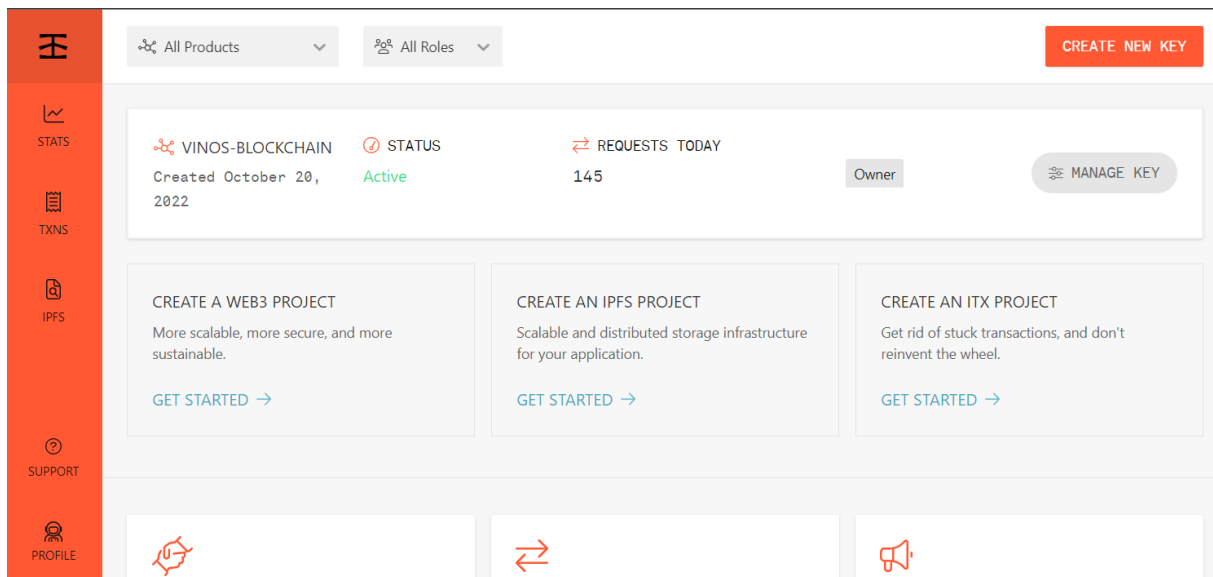 All Products
All Roles
CREATE NEW KEY
STATS
TXNS
IPFS
SUPPORT
PROFILE
VINOS-BLOCKCHAIN
Created October 20,
2022
STATUS
Active
REQUESTS TODAY
145
Owner
MANAGE KEY
CREATE A WEB3 PROJECT
More scalable, more secure, and more
sustainable.
GET STARTED →
CREATE AN IPFS PROJECT
Scalable and distributed storage infrastructure
for your application.
GET STARTED →
CREATE AN ITX PROJECT
Get rid of stuck transactions, and don't
reinvent the wheel.
GET STARTED →